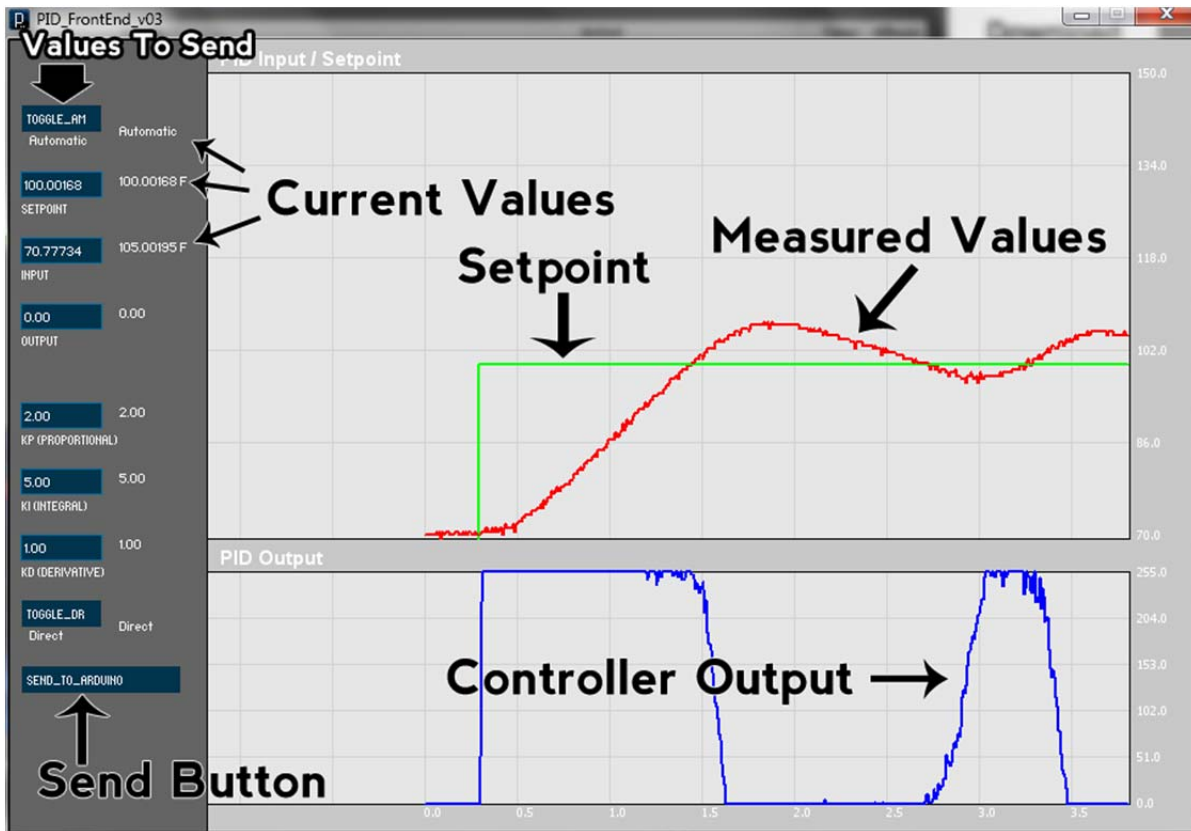 PID_FrontEnd_v03
Values To Send
PID Input / Setpoint
TOGGLE_AM
Automatic
Automatic
100.00168
100.00168 F
SETPOINT
70.77734
105.00195 F
INPUT
0.00
0.00
OUTPUT
2.00
2.00
KP (PROPORTIONAL)
5.00
5.00
KI (INTEGRAL)
1.00
1.00
KD (DERIVATIVE)
TOGGLE_DR
Direct
Direct
SEND_TO_ARDUINO
Send Button
Current Values
Setpoint
Measured Values
150.0
134.0
118.0
102.0
86.0
70.0
PID Output
Controller Output
255.0
204.0
153.0
102.0
51.0
0.0
0.0
0.5
1.0
1.5
2.0
2.5
3.0
3.5